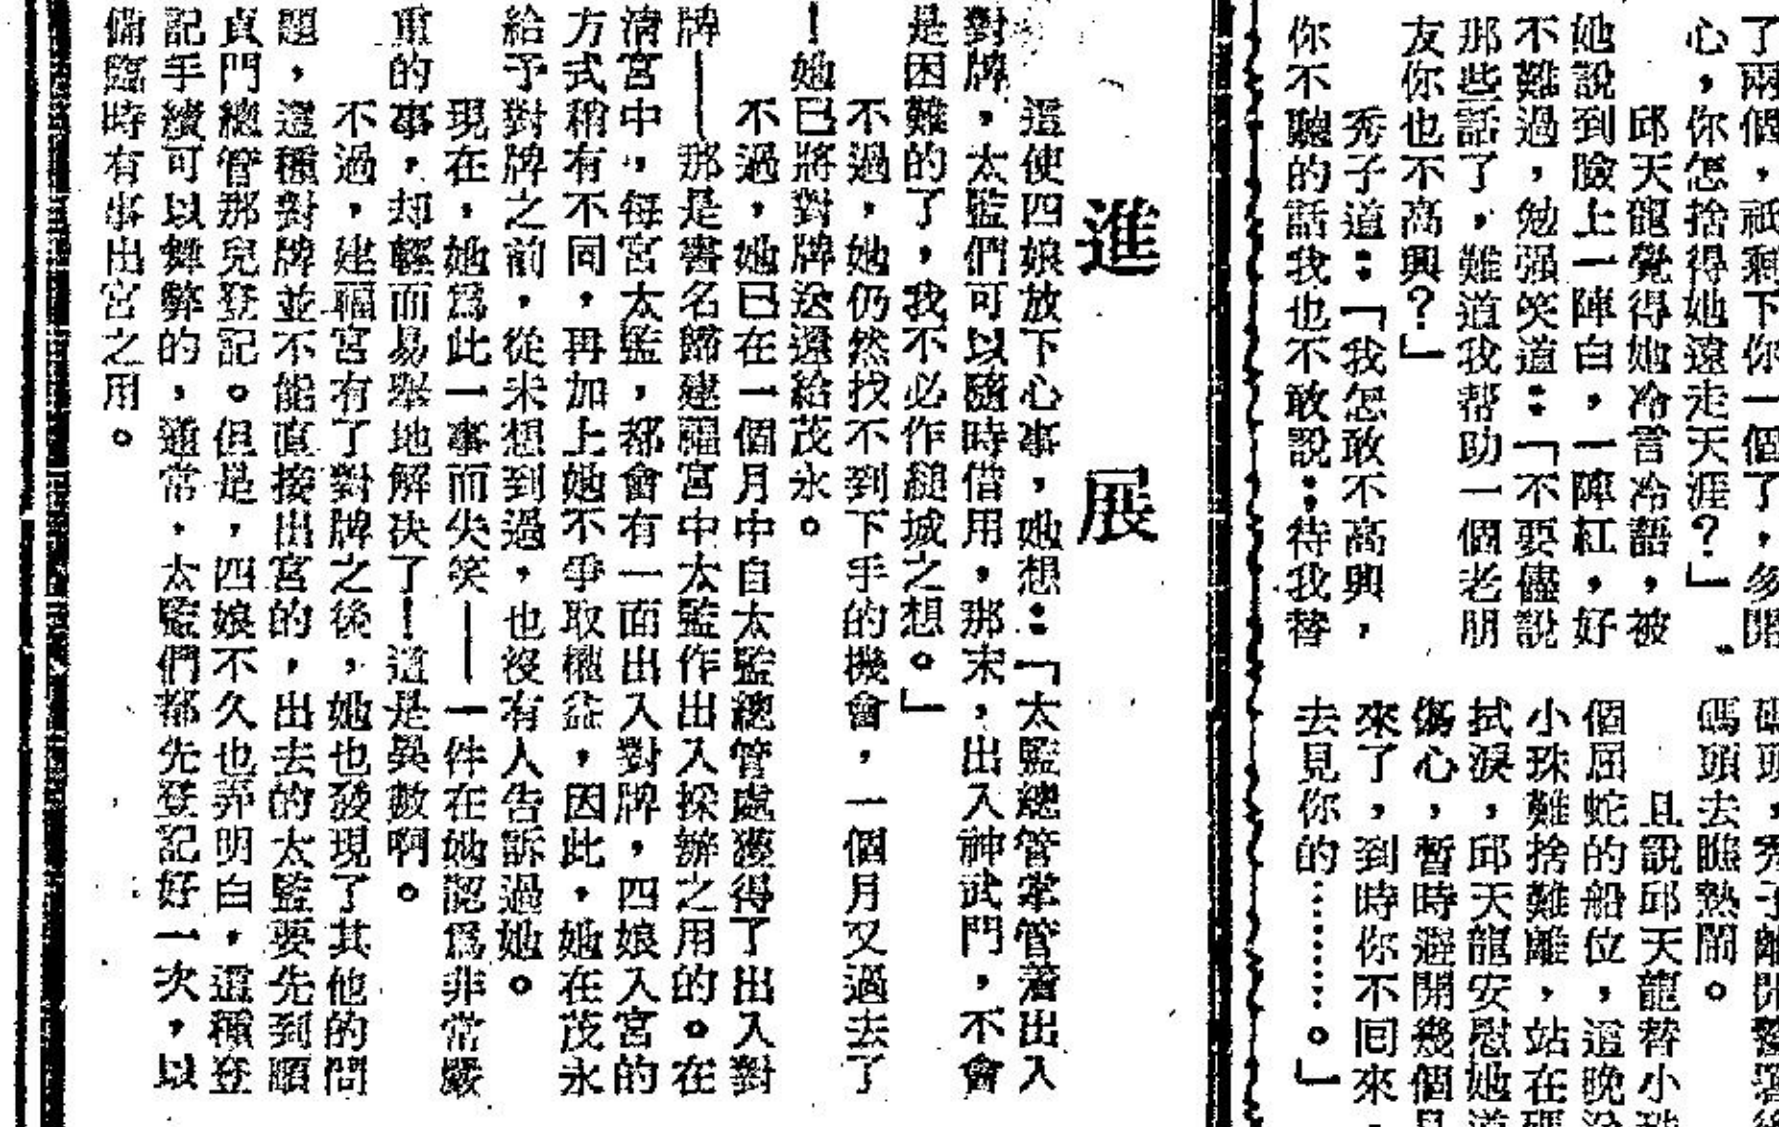 了兩個，祇剩下你一個了，
心，你怎捨得她遠走天涯？」
邱天龍覺得她冷言冷語，被
她說到臉上一陣白，一陣紅，好
不難過，勉强笑道：「不要儘說
那些話了，難道我帮助一個老朋
友你也不高興？」
秀子道：「我怎敢不高興，
你不聽的話我也不敢說：待我替
碼頭，秀子離開
碼頭去瞧熱鬧。
且說邱天龍替小
個屈蛇的船位，這晚
小珠難捨難離，站在碼
拭淚，邱天龍安慰她道
傷心，暫時避開幾個月
來了，到時你不囘來，
去見你的………。」
進展
這使四娘放下心事，她想：「太監總管掌管著出入
對牌，太監們可以隨時借用，那末，出入神武門，不會
是困難的了，我不必作縋城之想。」
不過，她仍然找不到下手的機會，一個月又過去了
！她已將對牌送還給茂永。
不過，她已在一個月中自太監總管處獲得了出入對
牌——那是書名歸建福宮中太監作出入採辦之用的。在
清宮中，每宮太監，都會有一面出入對牌，四娘入宮的
方式稍有不同，再加上她不爭取權益，因此，她在茂永
給予對牌之前，從未想到過，也沒有人告訴過她。
現在，她爲此一事而失笑——一件在她認爲非常嚴
重的事，却輕而易舉地解决了！這是異數啊。
不過，建福宮有了對牌之後，她也發現了其他的問
題，這種對牌並不能直接出宮的，出去的太監要先到順
貞門總管那兒登記。但是，四娘不久也弄明白，這種登
記手續可以舞弊的，通常，太監們都先登記好一次，以
備臨時有事出宮之用。